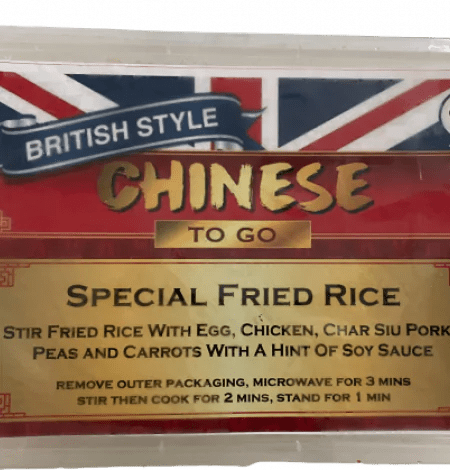 BRITISH STYLE
CHINESE
TO GO
SPECIAL FRIED RICE
STIR FRIED RICE WITH EGG, CHICKEN, CHAR SIU PORK
PEAS AND CARROTS WITH A HINT OF SOY SAUCE
REMOVE OUTER PACKAGING, MICROWAVE FOR 3 MINS
STIR THEN COOK FOR 2 MINS, STAND FOR 1 MIN